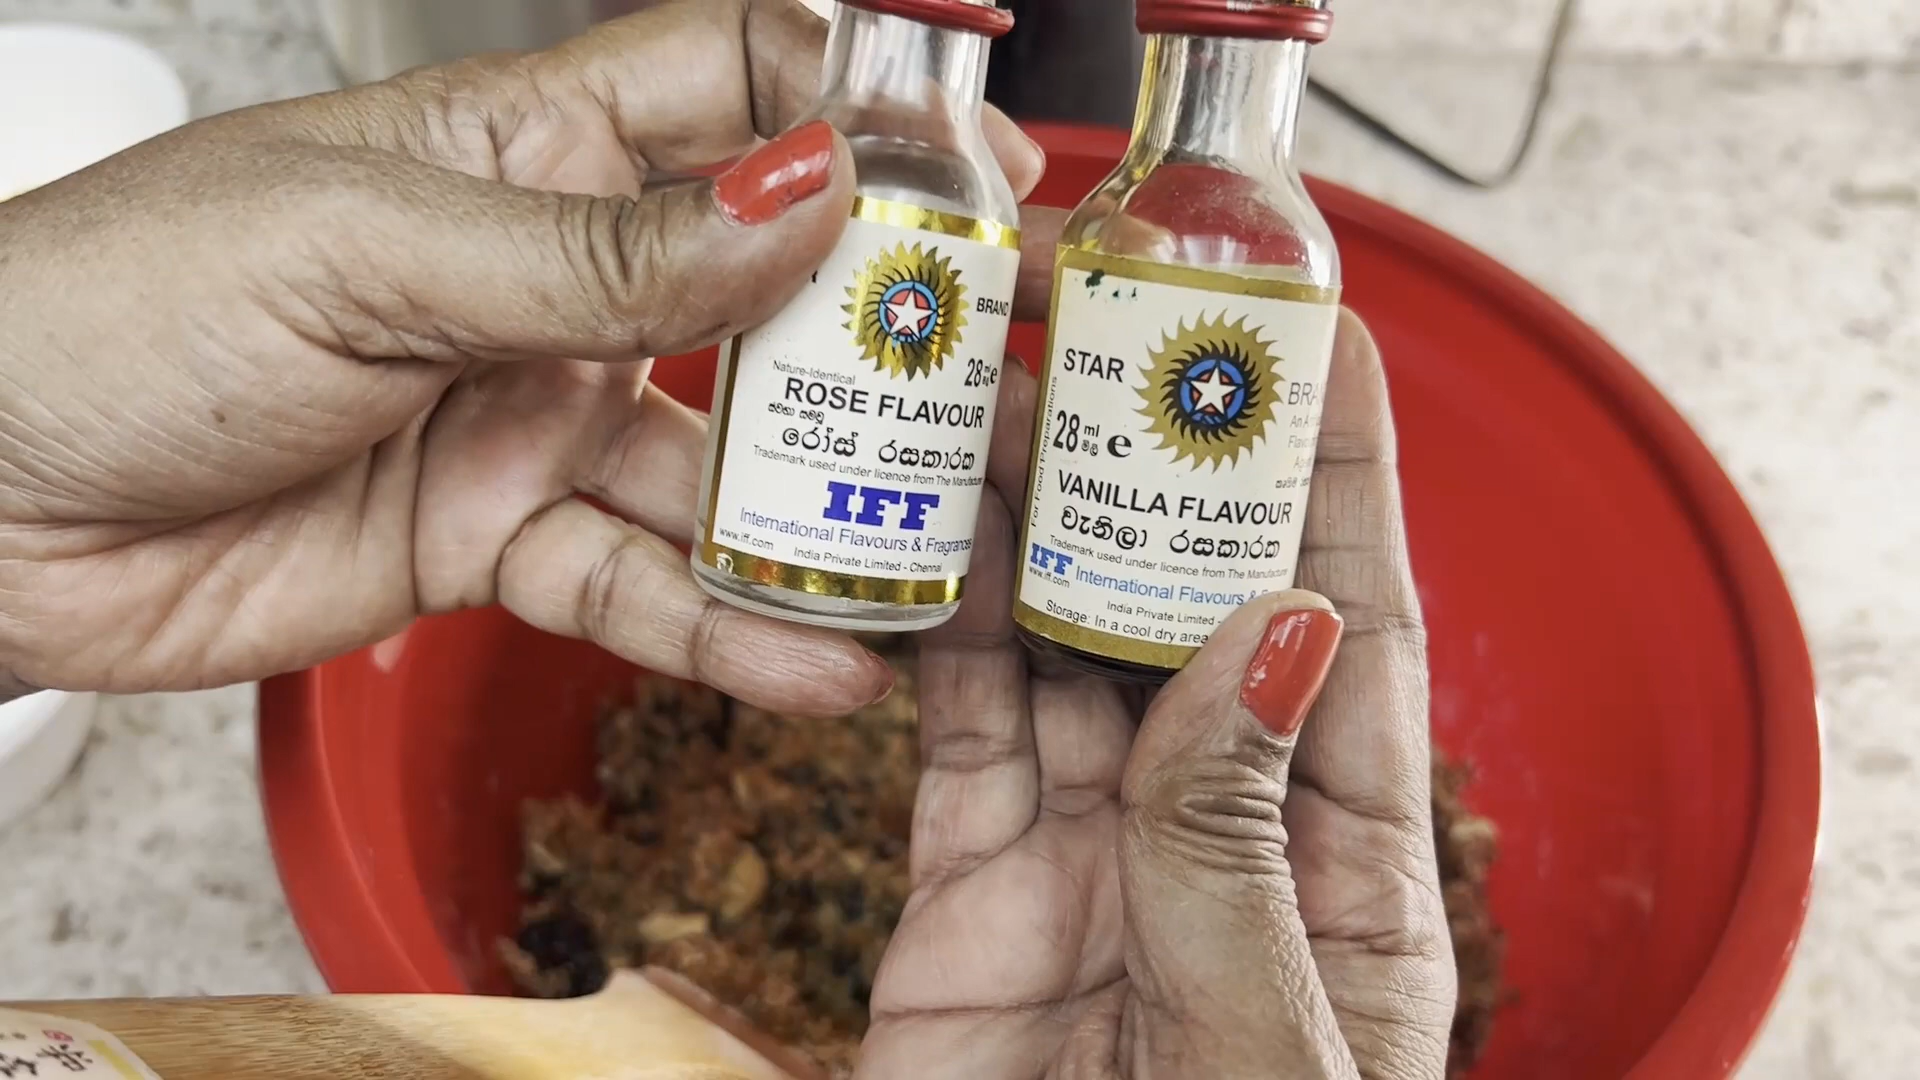 BRAND
28 ml මිලි e
Nature-Identical
ROSE FLAVOUR
ස්වභා සමවූ
රෝස් රසකාරක
Trademark used under licence from The Manufacturer
IFF
International Flavours & Fragrances
www.iff.com
India Private Limited - Chennai
STAR
28 ml මිලි e
For Food Preparations
VANILLA FLAVOUR
වැනිලා රසකාරක
Trademark used under licence from The Manufacturer
IFF International Flavours &
www.iff.com
India Private Limited -
Storage: In a cool dry area